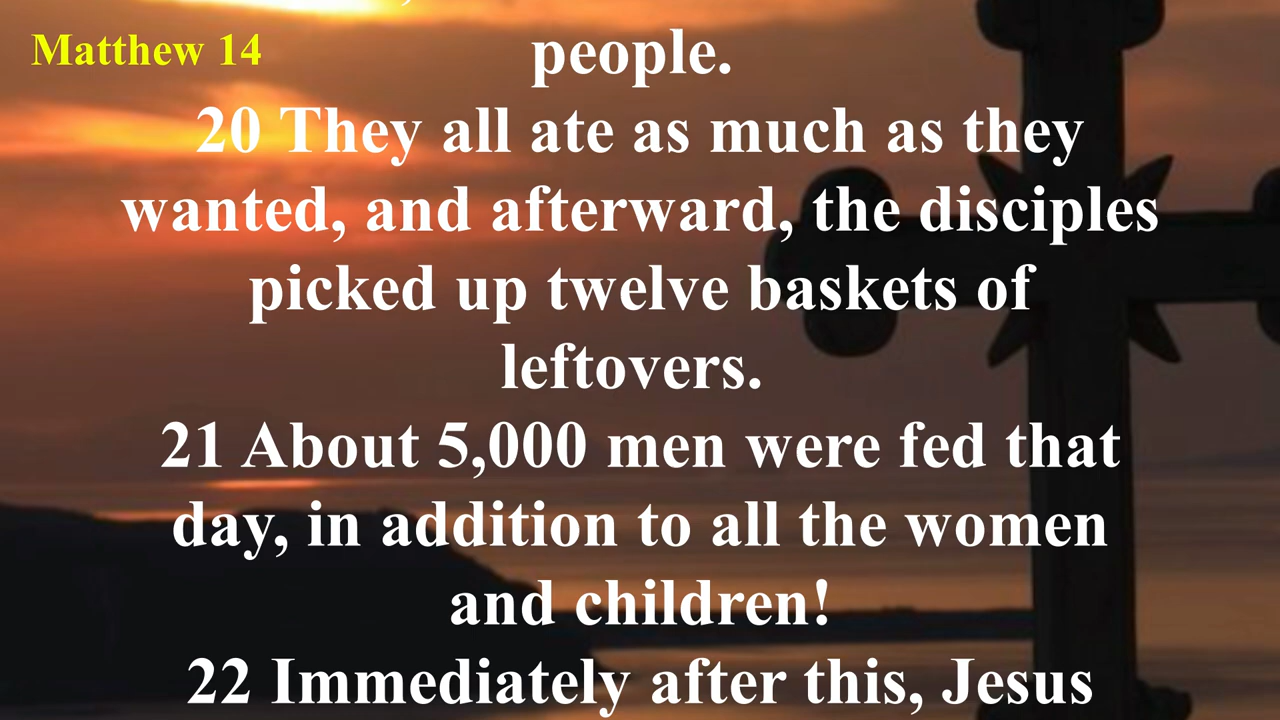 Matthew 14
people.
20 They all ate as much as they
wanted, and afterward, the disciples
picked up twelve baskets of
leftovers.
21 About 5,000 men were fed that
day, in addition to all the women
and children!
22 Immediately after this, Jesus